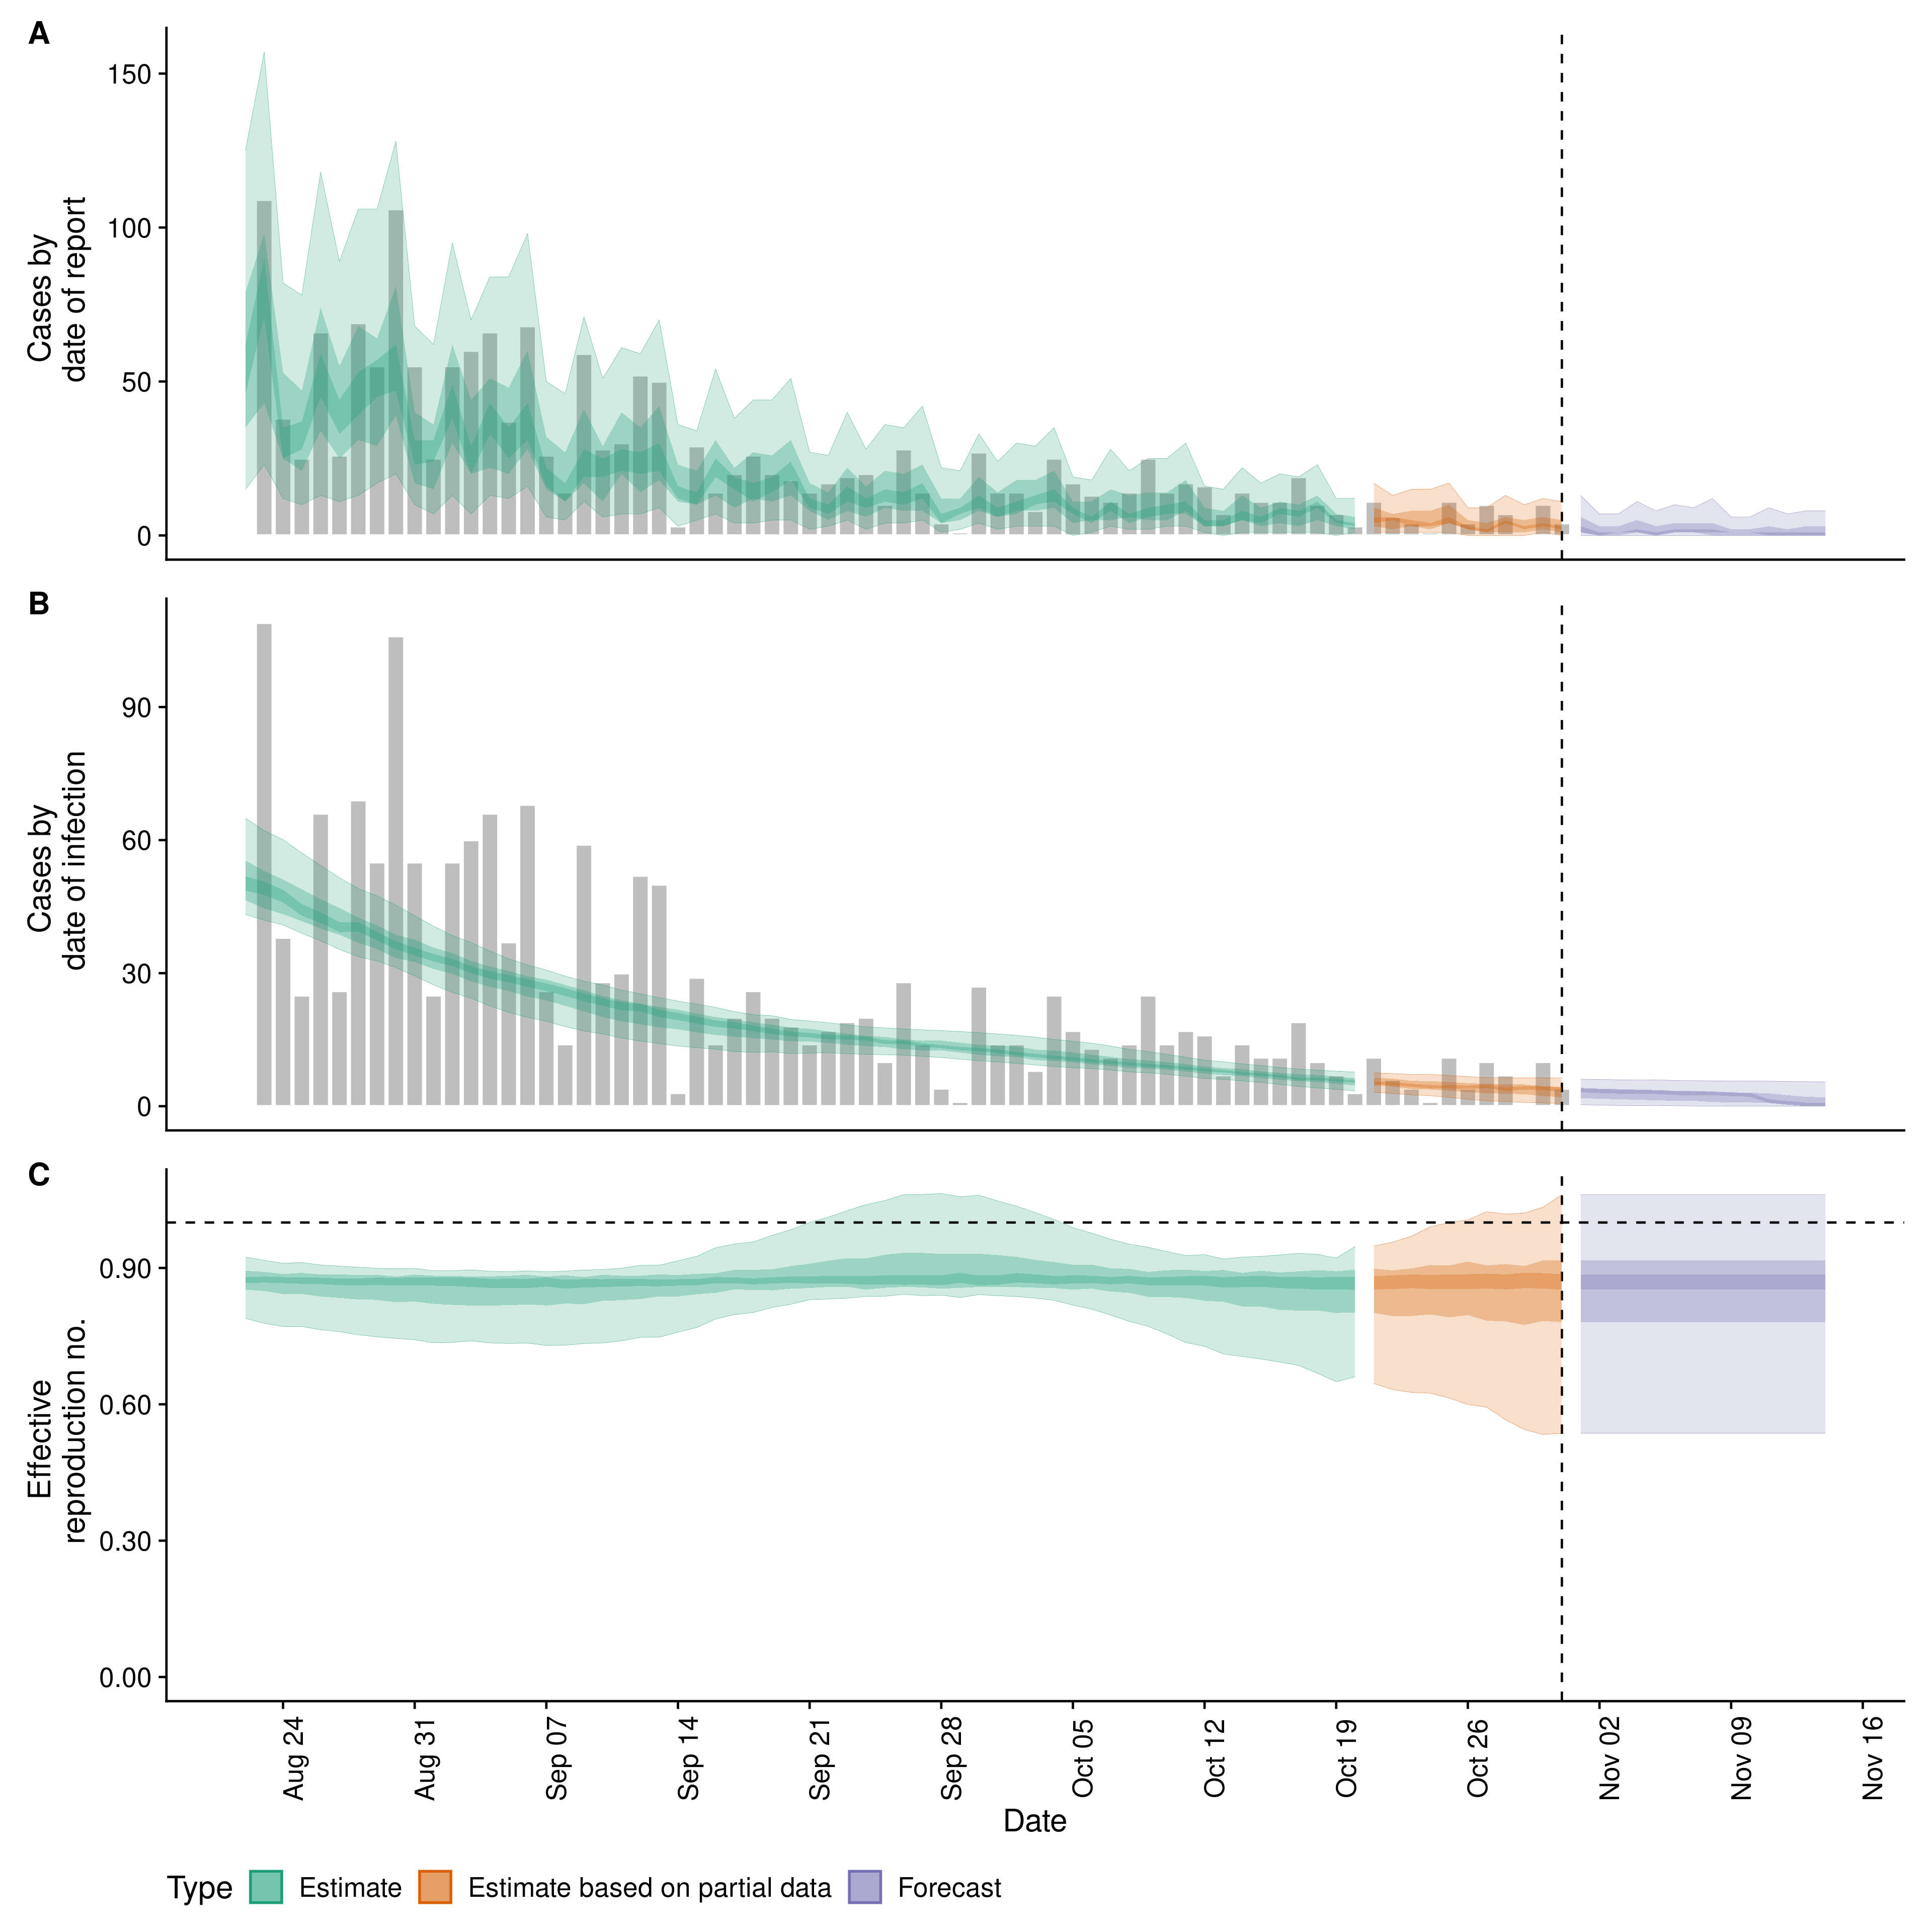 A
150
100
50
0
Cases by
date of report
B
90
60
30
0
Cases by
date of infection
C
0.90
0.60
0.30
0.00
Effective
reproduction no.
Aug 24
Aug 31
Sep 07
Sep 14
Sep 21
Sep 28
Oct 05
Oct 12
Oct 19
Oct 26
Nov 02
Nov 09
Nov 16
Date
Type Estimate Estimate based on partial data Forecast